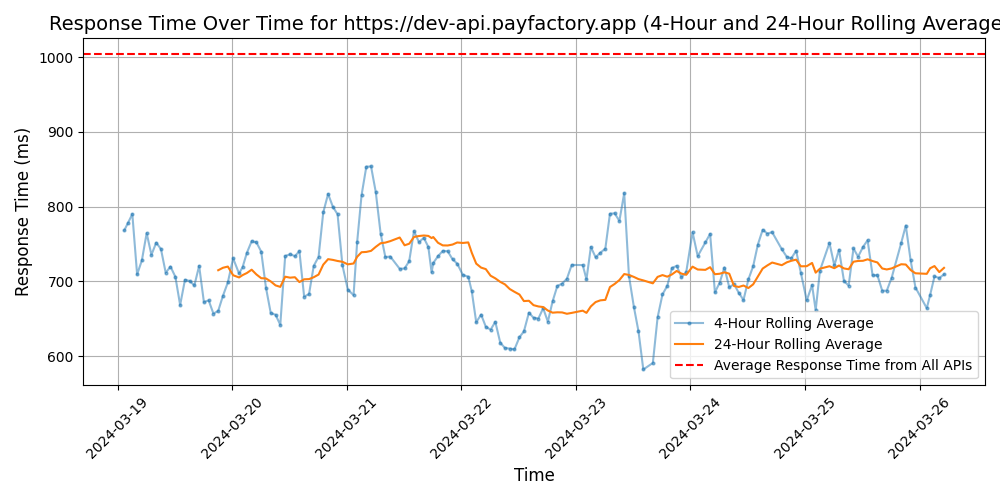 Response Time Over Time for https://dev-api.payfactory.app (4-Hour and 24-Hour Rolling Average
Response Time (ms)
1000
900
800
700
600
4-Hour Rolling Average
24-Hour Rolling Average
Average Response Time from All APIs
2024-03-19
2024-03-20
2024-03-21
2024-03-22
2024-03-23
2024-03-24
2024-03-25
2024-03-26
Time